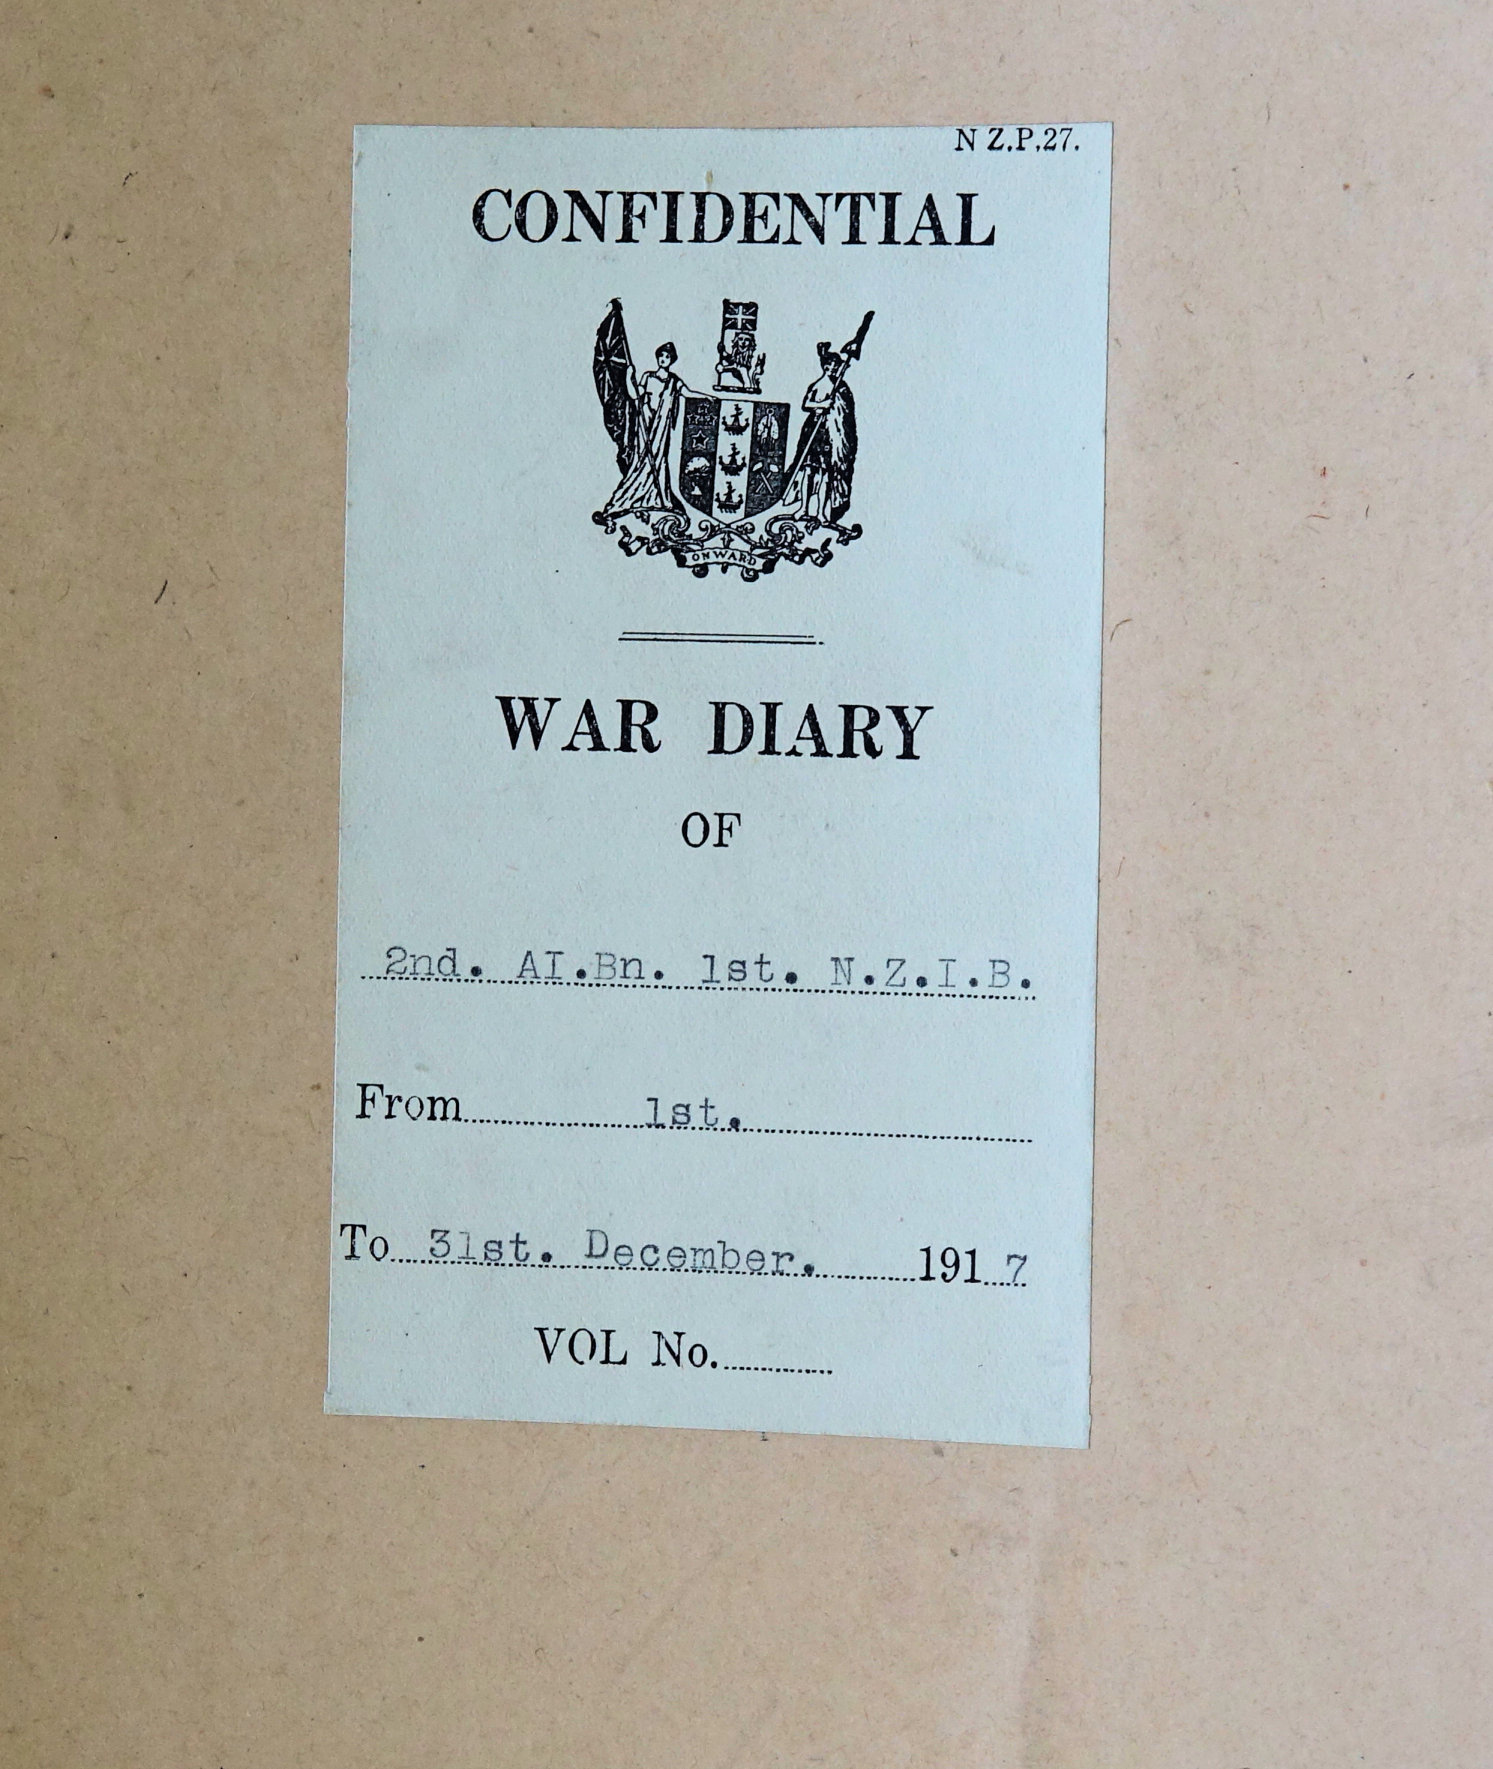 N Z.P.27.
CONFIDENTIAL
ONWARD
WAR DIARY
OF
2nd. AI.Bn. 1st. N.Z.I.B.
From 1st.
To 31st. December. 1917
VOL No.